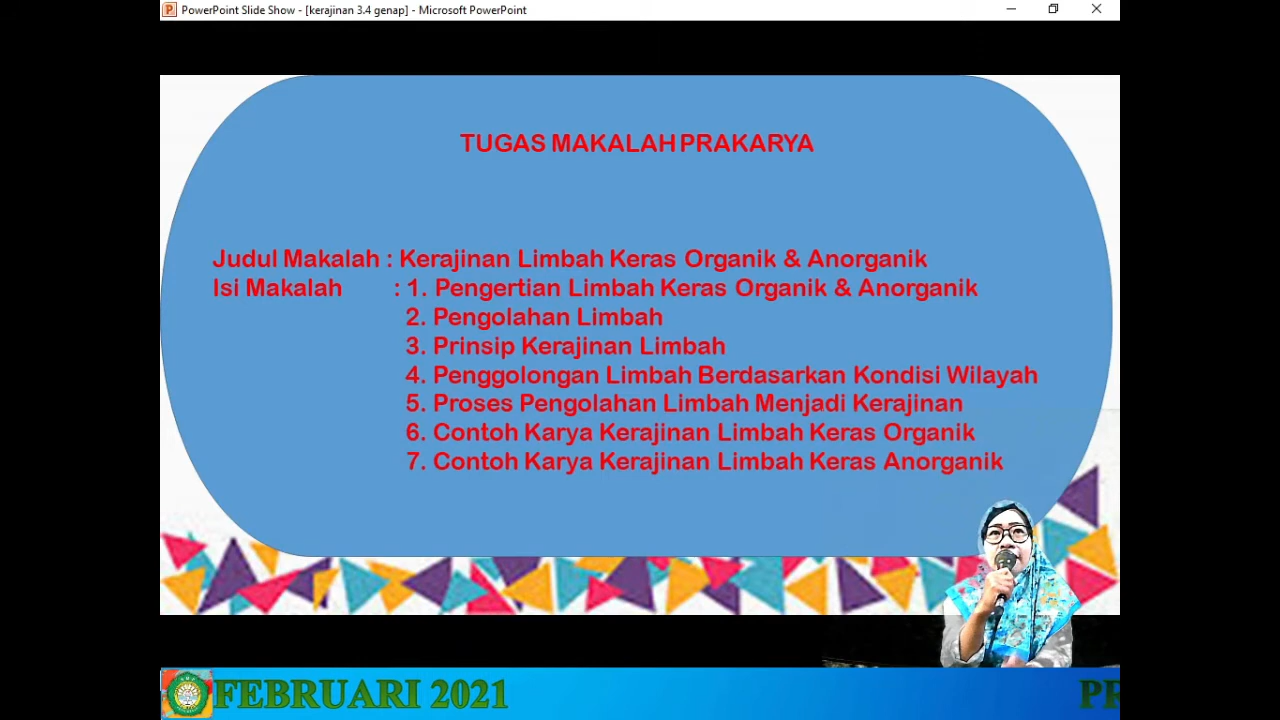 PowerPoint Slide Show - [kerajinan 3.4 genap] - Microsoft PowerPoint
TUGAS MAKALAH PRAKARYA
Judul Makalah : Kerajinan Limbah Keras Organik & Anorganik
Isi Makalah : 1. Pengertian Limbah Keras Organik & Anorganik
2. Pengolahan Limbah
3. Prinsip Kerajinan Limbah
4. Penggolongan Limbah Berdasarkan Kondisi Wilayah
5. Proses Pengolahan Limbah Menjadi Kerajinan
6. Contoh Karya Kerajinan Limbah Keras Organik
7. Contoh Karya Kerajinan Limbah Keras Anorganik
FEBRUARI 2021